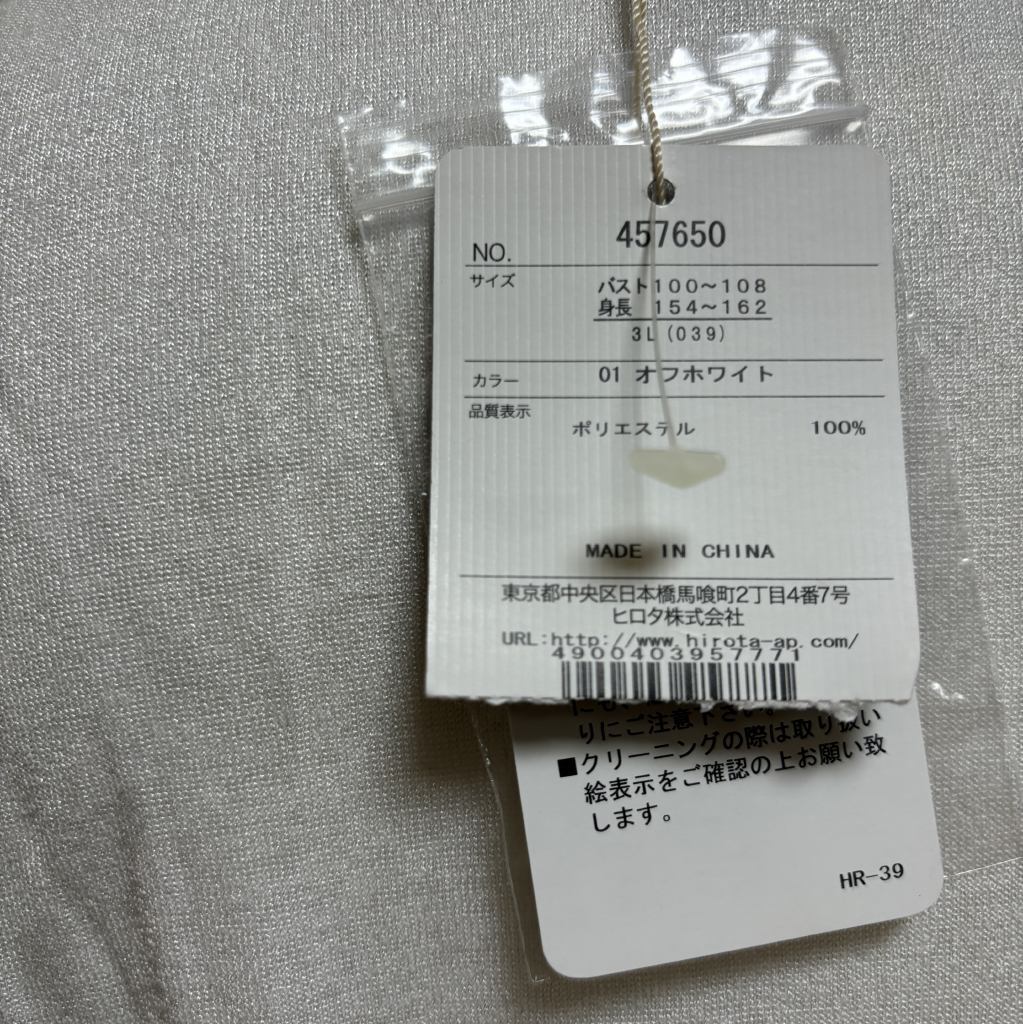 NO. 457650
サイズ バスト100～108
身長 154～162
3L(039)
カラー 01 オフホワイト
品質表示
ポリエステル 100%
MADE IN CHINA
東京都中央区日本橋馬喰町2丁目4番7号
ヒロタ株式会社
URL:http://www.hirota-ap.com/
4900403957771
りにご注意下さい。
■クリーニングの際は取り扱い
絵表示をご確認の上お願い致
します。
HR-39